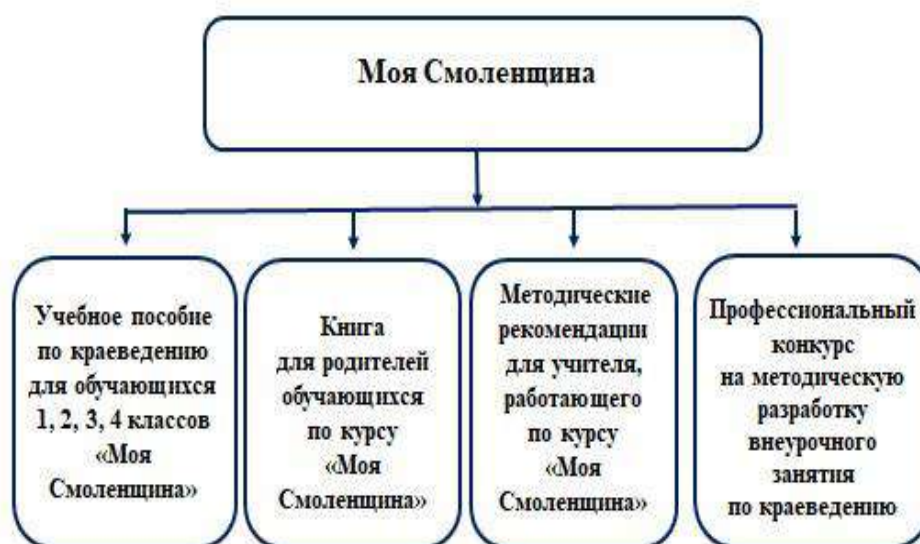 Моя Смоленщина
Учебное пособие
по краеведению
для обучающихся
1, 2, 3, 4 классов
«Моя
Смоленщина»
Книга
для родителей
обучающихся
по курсу
«Моя
Смоленщина»
Методические
рекомендации
для учителя,
работающего
по курсу
«Моя
Смоленщина»
Профессиональный
конкурс
на методическую
разработку
внеурочного
занятия
по краеведению